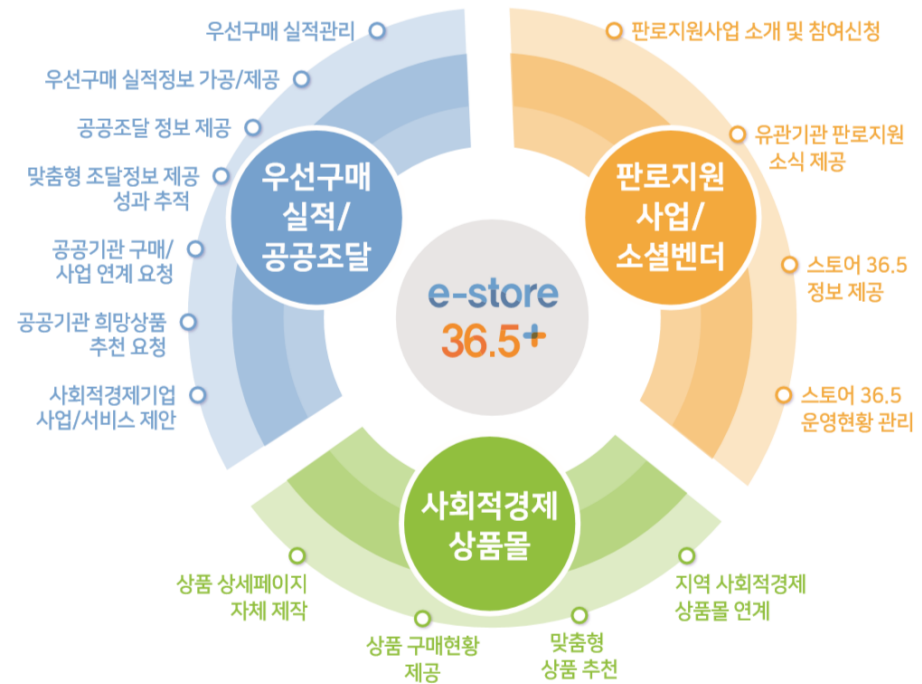 우선구매 실적관리
우선구매 실적정보 가공/제공
공공조달 정보 제공
맞춤형 조달정보 제공
성과 추적
공공기관 구매/
사업 연계 요청
공공기관 희망상품
추천 요청
사회적경제기업
사업/서비스 제안
우선구매
실적/
공공조달
e-store
36.5+
판로지원
사업/
소셜벤더
판로지원사업 소개 및 참여신청
유관기관 판로지원
소식 제공
스토어 36.5
정보 제공
스토어 36.5
운영현황 관리
사회적경제
상품몰
상품 상세페이지
자체 제작
상품 구매현황
제공
맞춤형
상품 추천
지역 사회적경제
상품몰 연계